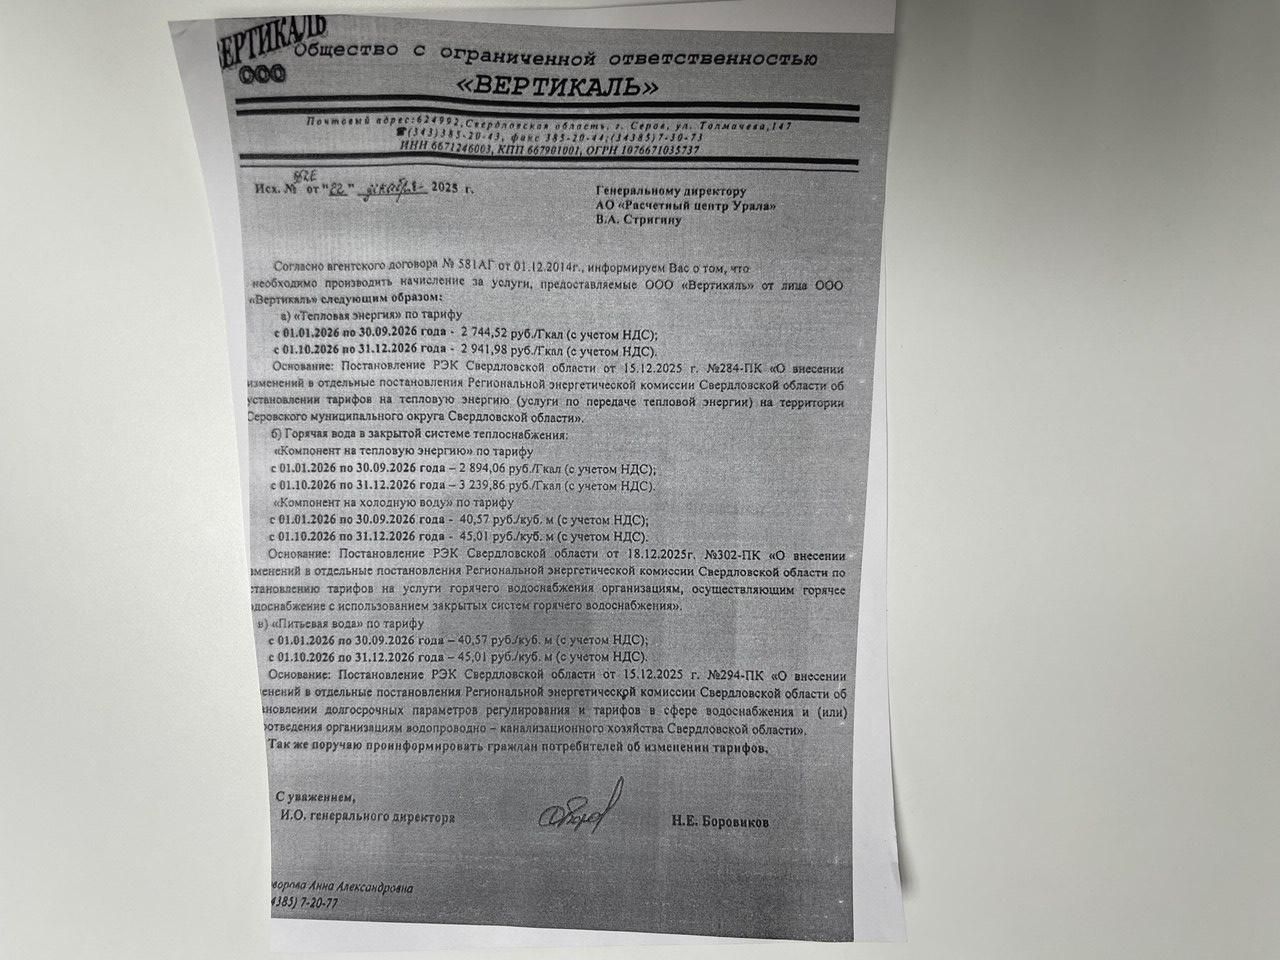 ВЕРТИКАЛЬ
ООО
Общество с ограниченной ответственностью
«ВЕРТИКАЛЬ»
Почтовый адрес:624992,Свердловская область, г. Серов, ул. Толмачева,147
☎(343)385-20-43, факс 385-20-44;(34385)7-30-73
ИНН 6671246003, КПП 667901001, ОГРН 1076671035737
Исх. № от "22" декабря 2025 г.
Генеральному директору
АО «Расчетный центр Урала»
В.А. Стригину
Согласно агентского договора № 581АГ от 01.12.2014г., информируем Вас о том, что
необходимо производить начисление за услуги, предоставляемые ООО «Вертикаль» от лица ООО
«Вертикаль» следующим образом:
а) «Тепловая энергия» по тарифу
с 01.01.2026 по 30.09.2026 года - 2 744,52 руб./Гкал (с учетом НДС);
с 01.10.2026 по 31.12.2026 года - 2 941,98 руб./Гкал (с учетом НДС).
Основание: Постановление РЭК Свердловской области от 15.12.2025 г. №284-ПК «О внесении
изменений в отдельные постановления Региональной энергетической комиссии Свердловской области об
установлении тарифов на тепловую энергию (услуги по передаче тепловой энергии) на территории
Серовского муниципального округа Свердловской области».
б) Горячая вода в закрытой системе теплоснабжения:
«Компонент на тепловую энергию» по тарифу
с 01.01.2026 по 30.09.2026 года – 2 894,06 руб./Гкал (с учетом НДС);
с 01.10.2026 по 31.12.2026 года – 3 239,86 руб./Гкал (с учетом НДС).
«Компонент на холодную воду» по тарифу
с 01.01.2026 по 30.09.2026 года - 40,57 руб./куб. м (с учетом НДС);
с 01.10.2026 по 31.12.2026 года - 45,01 руб./куб. м (с учетом НДС).
Основание: Постановление РЭК Свердловской области от 18.12.2025г. №302-ПК «О внесении
зменений в отдельные постановления Региональной энергетической комиссии Свердловской области по
становлению тарифов на услуги горячего водоснабжения организациям, осуществляющим горячее
доснабжение с использованием закрытых систем горячего водоснабжения».
в) «Питьевая вода» по тарифу
с 01.01.2026 по 30.09.2026 года – 40,57 руб./куб. м (с учетом НДС);
с 01.10.2026 по 31.12.2026 года – 45,01 руб./куб. м (с учетом НДС).
Основание: Постановление РЭК Свердловской области от 15.12.2025 г. №294-ПК «О внесении
енений в отдельные постановления Региональной энергетической комиссии Свердловской области об
новлении долгосрочных параметров регулирования и тарифов в сфере водоснабжения и (или)
отведения организациям водопроводно – канализационного хозяйства Свердловской области».
Так же поручаю проинформировать граждан потребителей об изменении тарифов.
С уважением,
И.О. генерального директора
Н.Е. Боровиков
ворова Анна Александровна
4385) 7-20-77